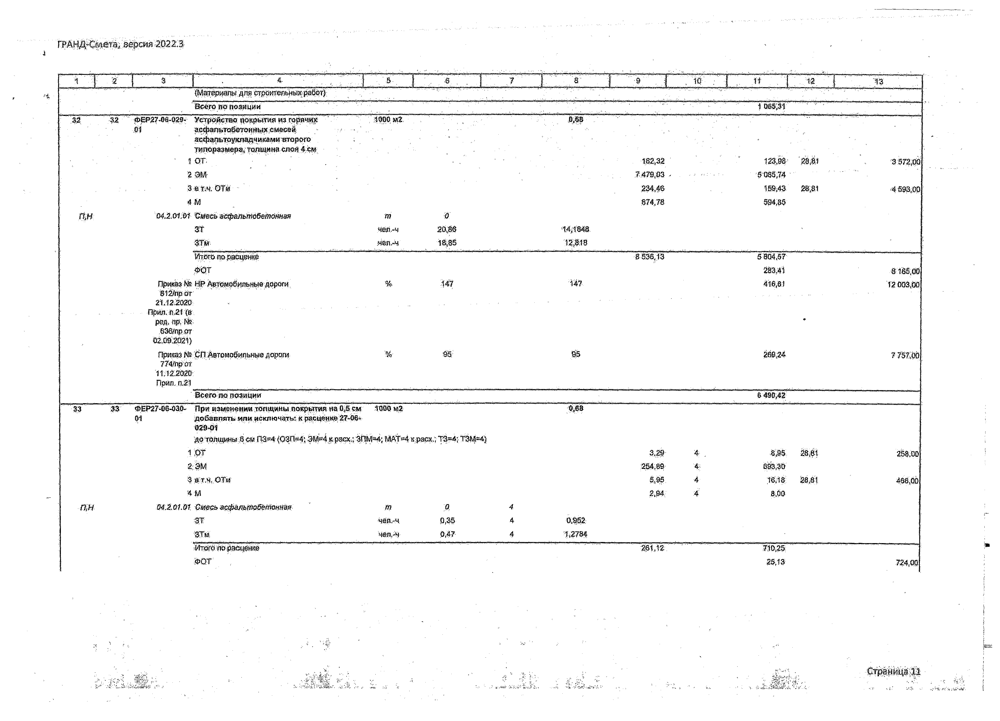 ГРАНД-Смета, версия 2022.3
1 2 3 4 5 6 7 8 9 10 11 12 13
(Материалы для строительных работ)
Всего по позиции 1 065,31
32 32 ФЕР27-06-029- Устройство покрытия из горячих 1000 м2 0,68
01 асфальтобетонных смесей
асфальтоукладчиками второго
типоразмера, толщина слоя 4 см
1 ОТ 182,32 123,98 28,81 3 572,00
2 ЭМ 7 479,03 5 085,74
3 в т.ч. ОТм 234,46 159,43 28,81 4 593,00
4 М 874,78 594,85
П,Н 04.2.01.01 Смесь асфальтобетонная т 0
ЗТ чел.-ч 20,86 14,1848
ЗТм чел.-ч 18,85 12,818
Итого по расценке 8 536,13 5 804,57
ФОТ 283,41 8 165,00
Приказ № НР Автомобильные дороги % 147 147 416,61 12 003,00
812/пр от
21.12.2020
Прил. п.21 (в
ред. пр. №
636/пр от
02.09.2021)
Приказ № СП Автомобильные дороги % 95 95 269,24 7 757,00
774/пр от
11.12.2020
Прил. п.21
Всего по позиции 6 490,42
33 33 ФЕР27-06-030- При изменении толщины покрытия на 0,5 см 1000 м2 0,68
01 добавлять или исключать: к расценке 27-06-
029-01
до толщины 6 см ПЗ=4 (ОЗП=4; ЭМ=4 к расх.; ЗПМ=4; МАТ=4 к расх.; ТЗ=4; ТЗМ=4)
1 ОТ 3,29 4 8,95 28,81 258,00
2 ЭМ 254,89 4 693,30
3 в т.ч. ОТм 5,95 4 16,18 28,81 466,00
4 М 2,94 4 8,00
П,Н 04.2.01.01 Смесь асфальтобетонная т 0 4
ЗТ чел.-ч 0,35 4 0,952
ЗТм чел.-ч 0,47 4 1,2784
Итого по расценке 261,12 710,25
ФОТ 25,13 724,00
Страница 11